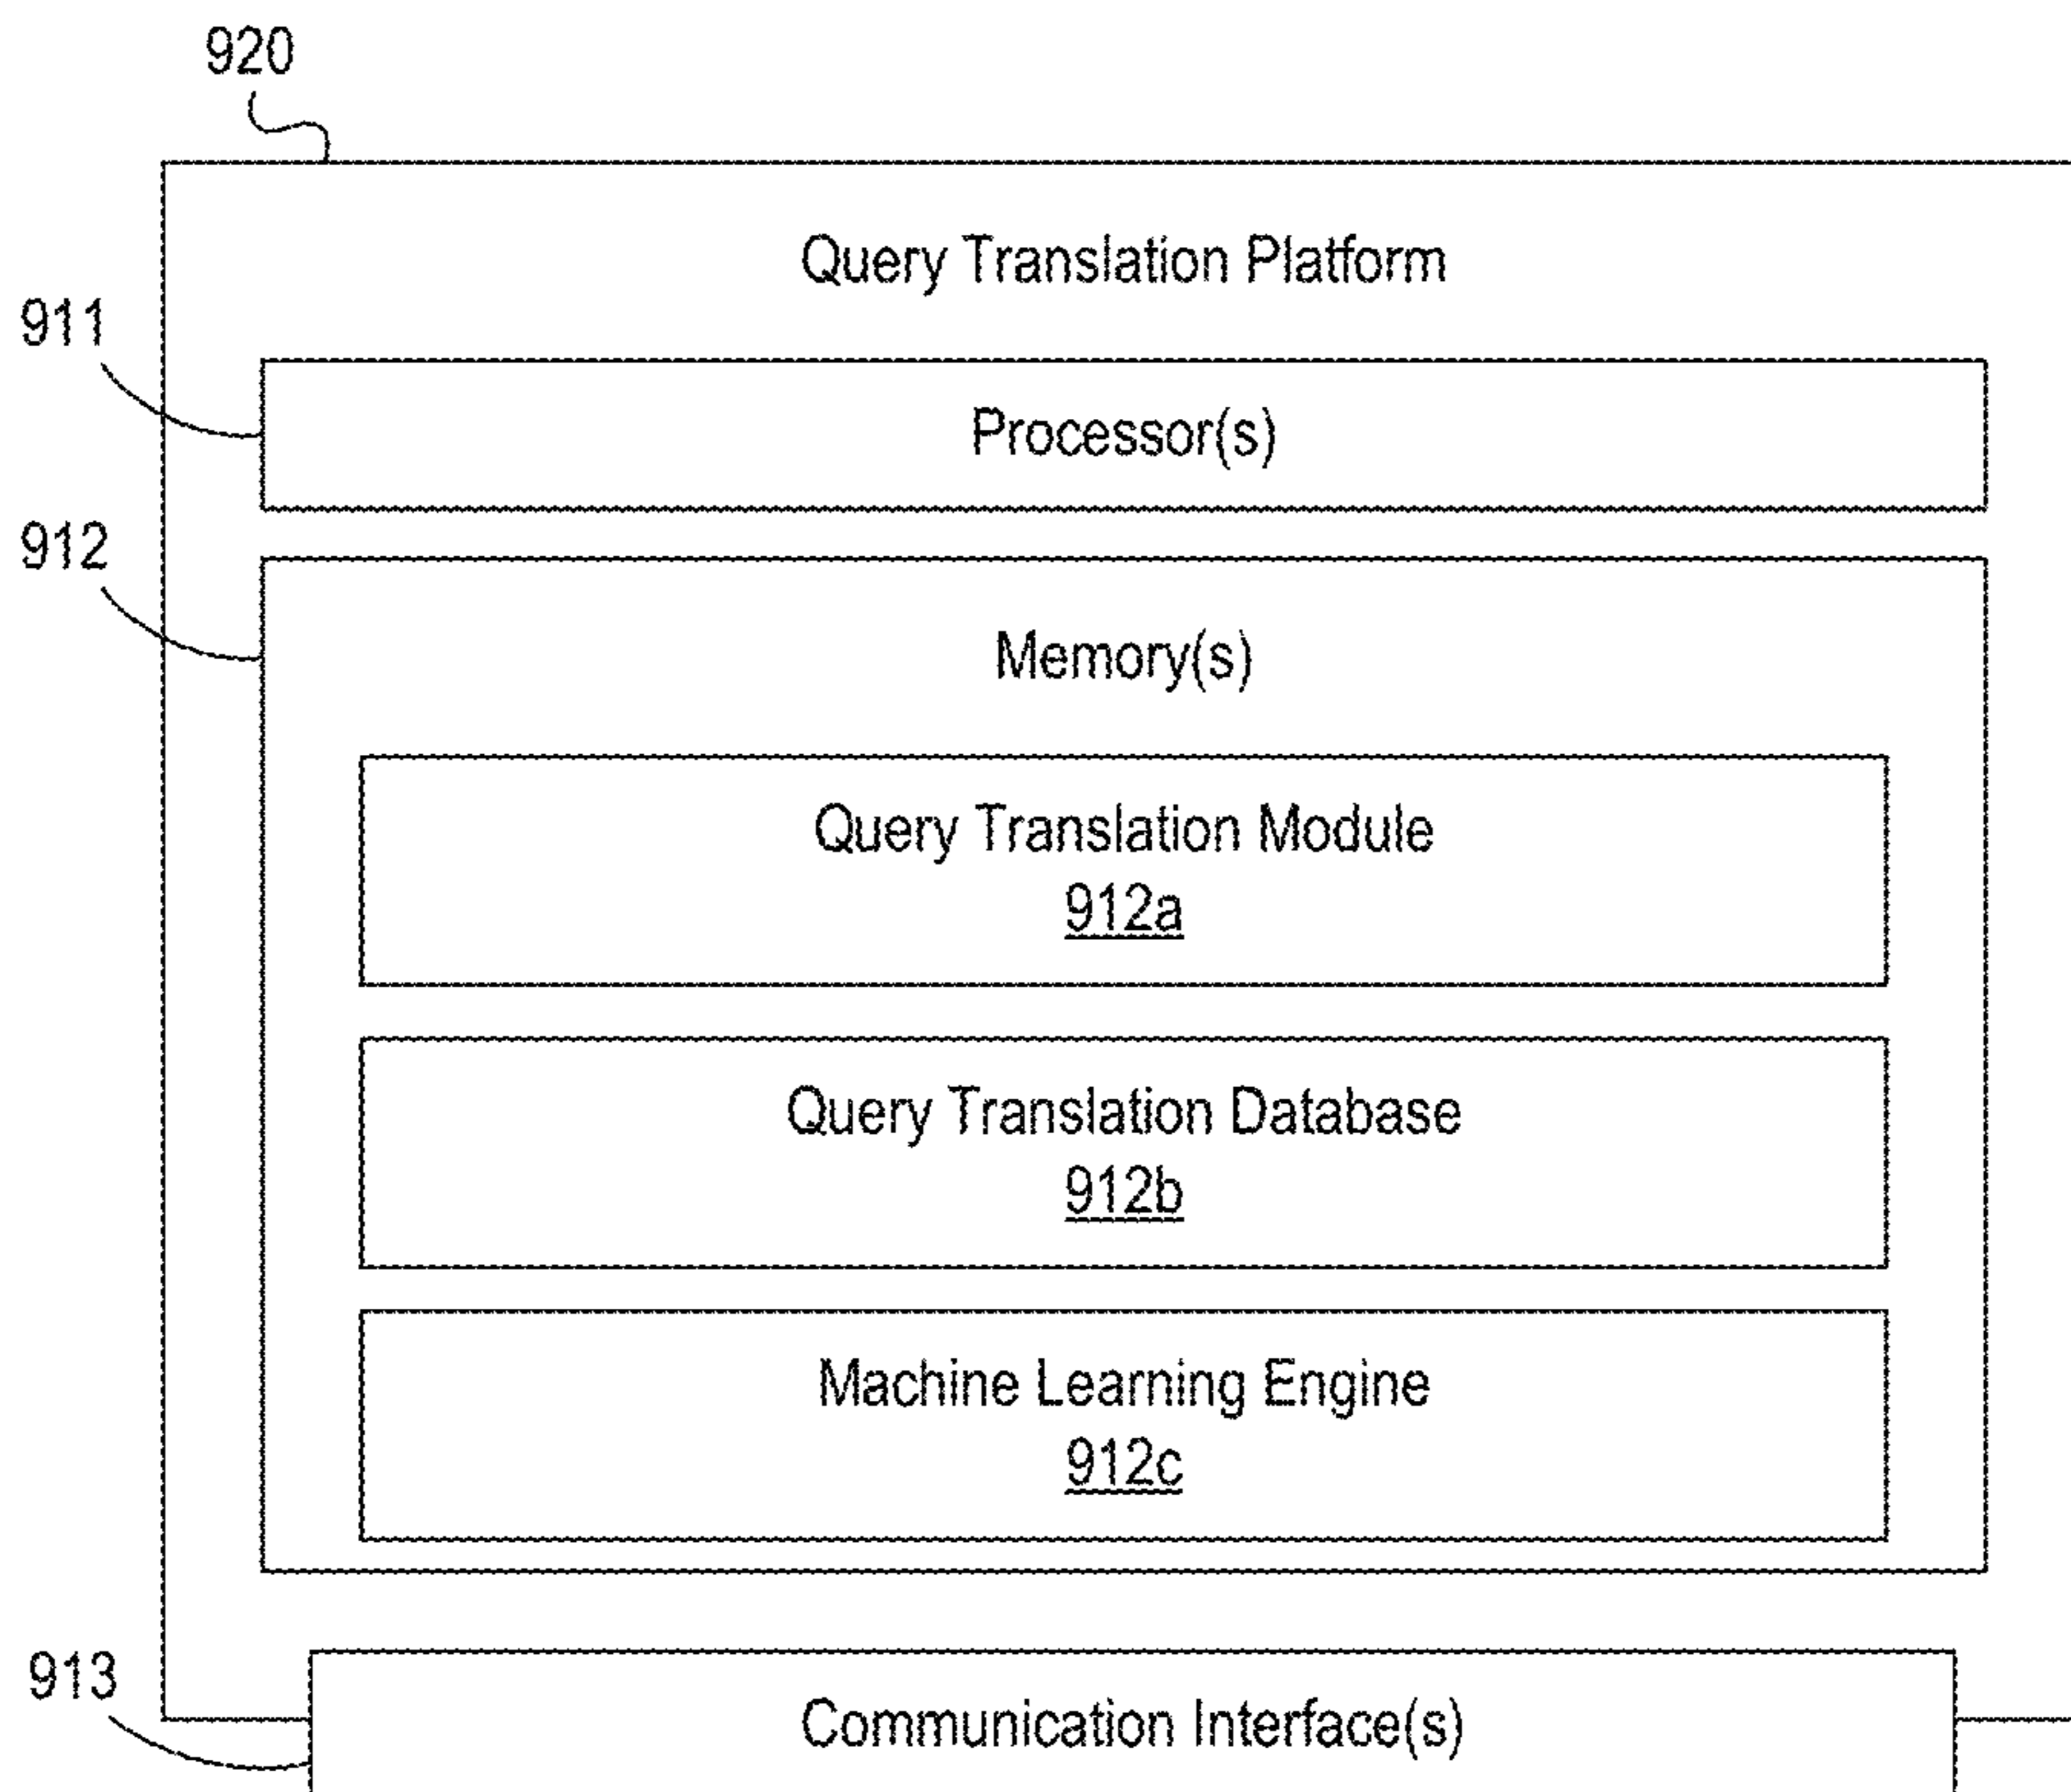 920
Query Translation Platform
911
Processor(s)
912
Memory(s)
Query Translation Module
912a
Query Translation Database
912b
Machine Learning Engine
912c
913
Communication Interface(s)